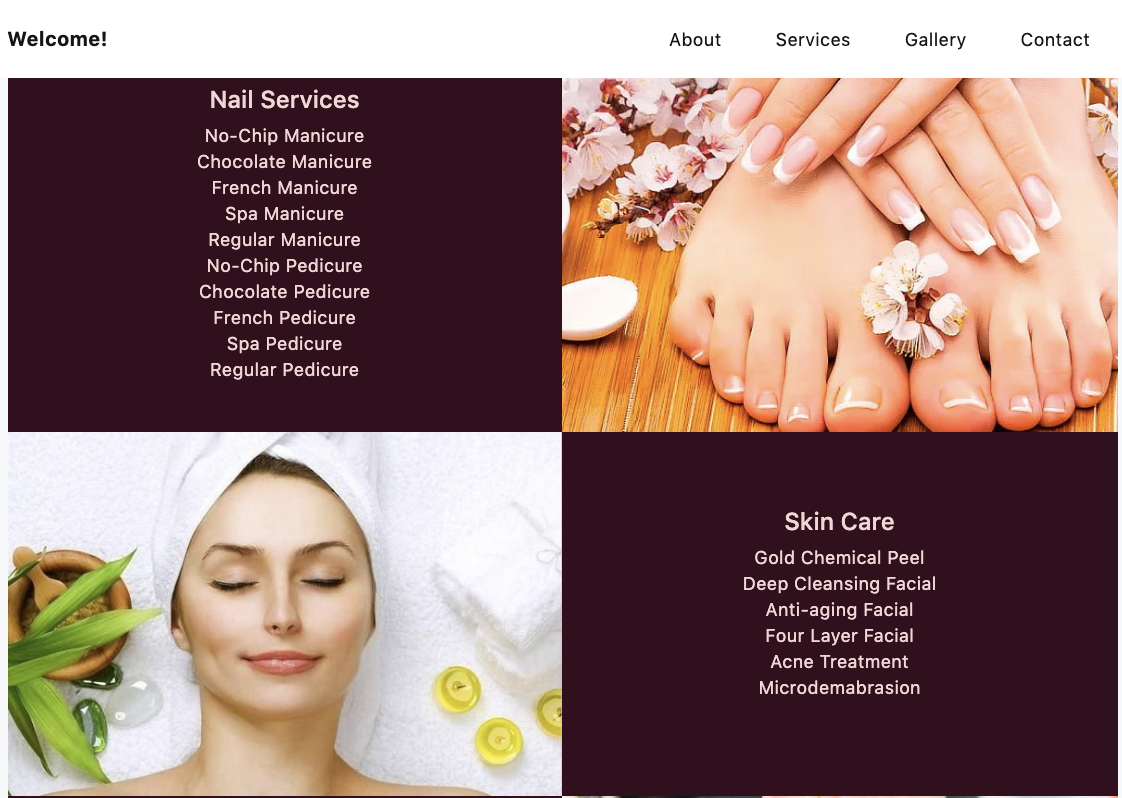 Welcome!
About Services Gallery Contact
Nail Services
No-Chip Manicure
Chocolate Manicure
French Manicure
Spa Manicure
Regular Manicure
No-Chip Pedicure
Chocolate Pedicure
French Pedicure
Spa Pedicure
Regular Pedicure
Skin Care
Gold Chemical Peel
Deep Cleansing Facial
Anti-aging Facial
Four Layer Facial
Acne Treatment
Microdemabrasion